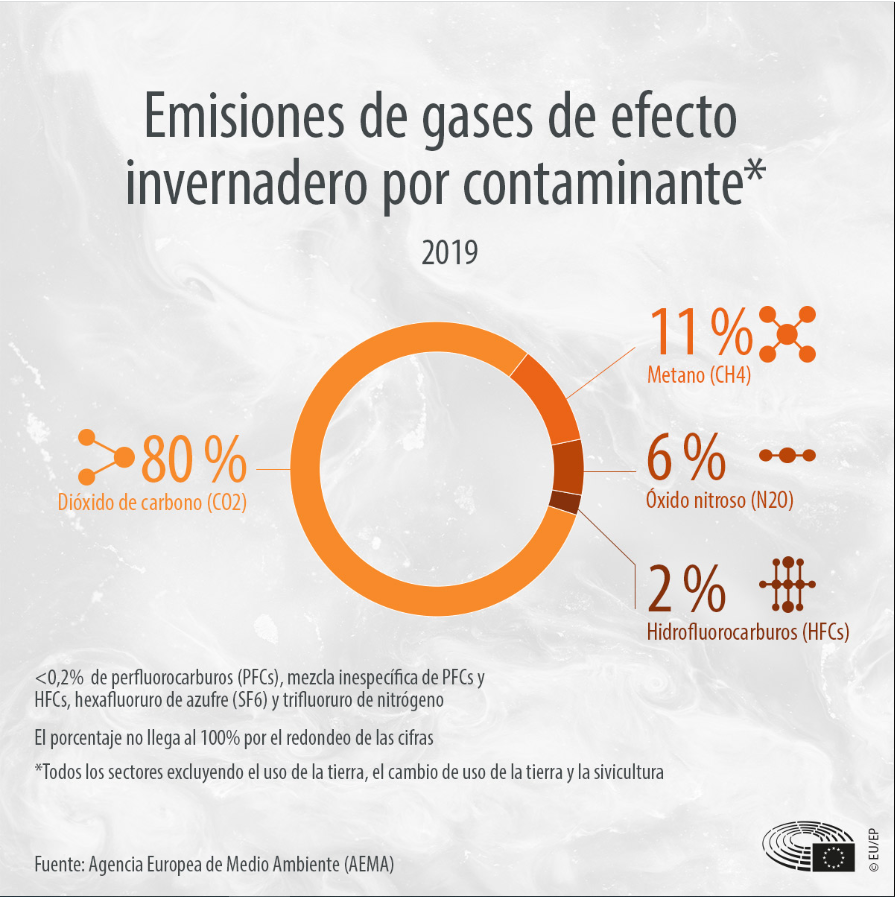 Emisiones de gases de efecto
invernadero por contaminante*
2019
11 %
Metano (CH4)
80 %
Dióxido de carbono (CO2)
6 %
Óxido nitroso (N2O)
2 %
Hidrofluorocarburos (HFCs)
<0,2% de perfluorocarburos (PFCs), mezcla inespecífica de PFCs y
HFCs, hexafluoruro de azufre (SF6) y trifluoruro de nitrógeno
El porcentaje no llega al 100% por el redondeo de las cifras
*Todos los sectores excluyendo el uso de la tierra, el cambio de uso de la tierra y la sivicultura
Fuente: Agencia Europea de Medio Ambiente (AEMA)
© EU/EP